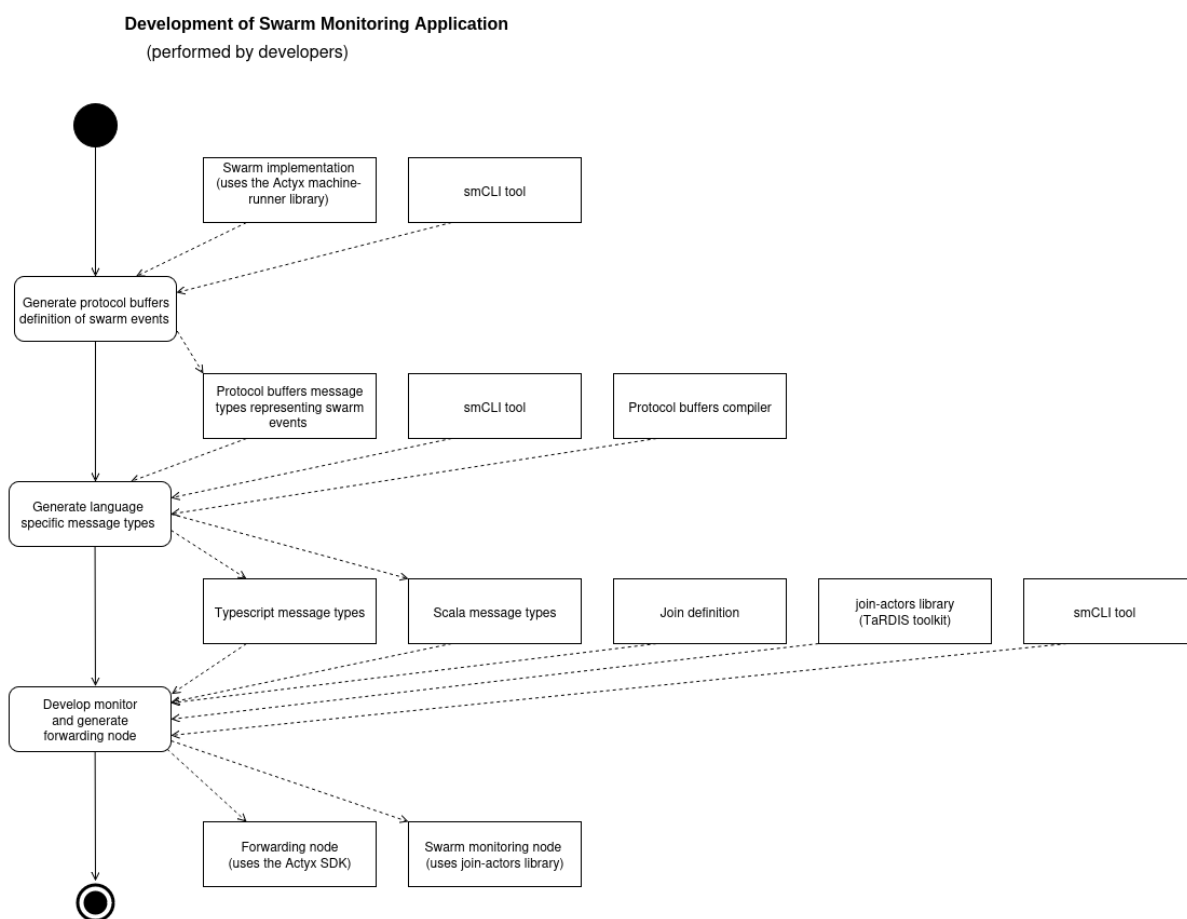 Development of Swarm Monitoring Application
(performed by developers)
Swarm implementation
(uses the Actyx machine-
runner library)
smCLI tool
Generate protocol buffers
definition of swarm events
Protocol buffers message
types representing swarm
events
smCLI tool
Protocol buffers compiler
Generate language
specific message types
Typescript message types
Scala message types
Join definition
join-actors library
(TaRDIS toolkit)
smCLI tool
Develop monitor
and generate
forwarding node
Forwarding node
(uses the Actyx SDK)
Swarm monitoring node
(uses join-actors library)